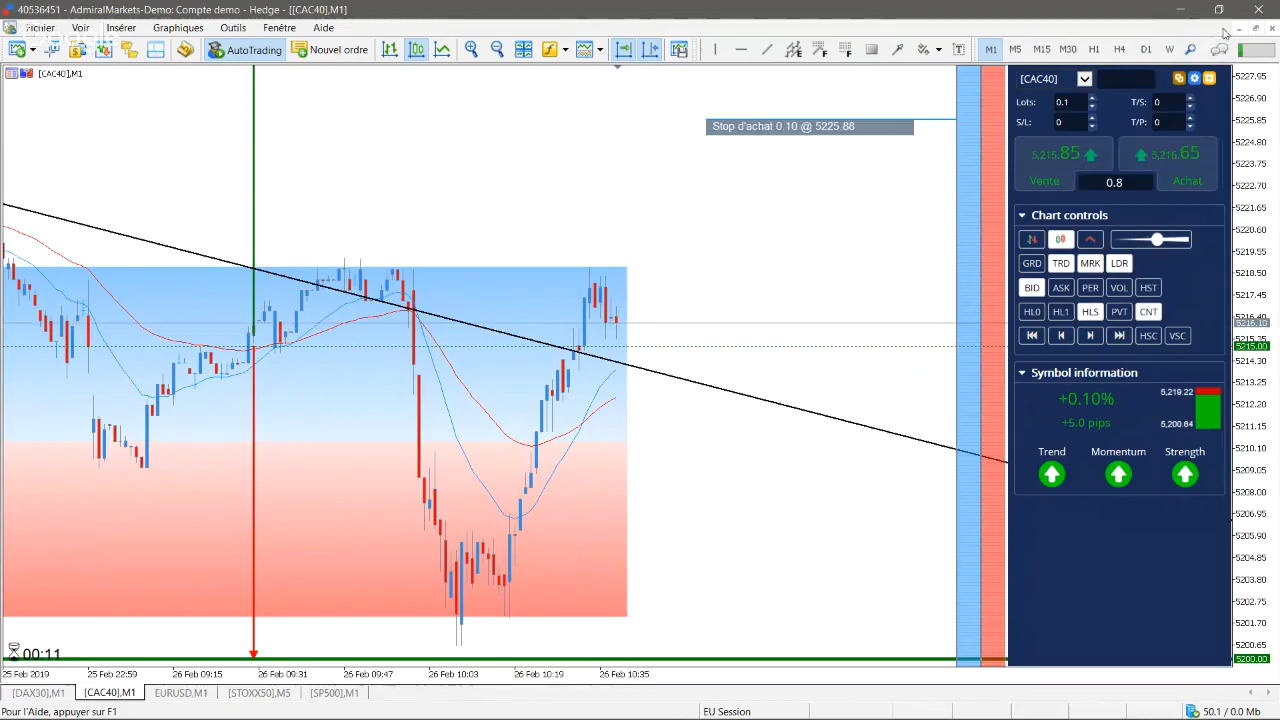 40536451 - AdmiralMarkets-Demo: Compte demo - Hedge - [[CAC40],M1]
Fichier Voir Insérer Graphiques Outils Fenêtre Aide
AutoTrading Nouvel ordre M1 M5 M15 M30 H1 H4 D1 W
[CAC40],M1
Stop d'achat 0.10 @ 5225.88
00:11
5227.95
5226.90
5225.85
5224.80
5223.75
5222.70
5221.65
5220.60
5219.55
5218.50
5217.45
5216.40
5216.10
5215.35
5215.00
5214.30
5213.25
5212.20
5211.15
5210.10
5209.05
5208.00
5206.95
5205.90
5204.85
5203.80
5202.75
5201.70
5200.65
5200.00
25 Feb 2019 25 Feb 22:59 26 Feb 09:15 26 Feb 09:31 26 Feb 09:47 26 Feb 10:03 26 Feb 10:19 26 Feb 10:35
[CAC40]
Lots: 0.1 T/S: 0
S/L: 0 T/P: 0
5,215.85 5,216.65
Vente 0.8 Achat
Chart controls
GRD TRD MRK LDR
BID ASK PER VOL HST
HL0 HL1 HLS PVT CNT
HSC VSC
Symbol information
+0.10% 5,219.22
+5.0 pips 5,200.64
Trend Momentum Strength
[DAX30],M1 [CAC40],M1 EURUSD,M1 [STOXX50],M5 [SP500],M1
Pour l'Aide, appuyer sur F1 EU Session 50.1 / 0.0 Mb